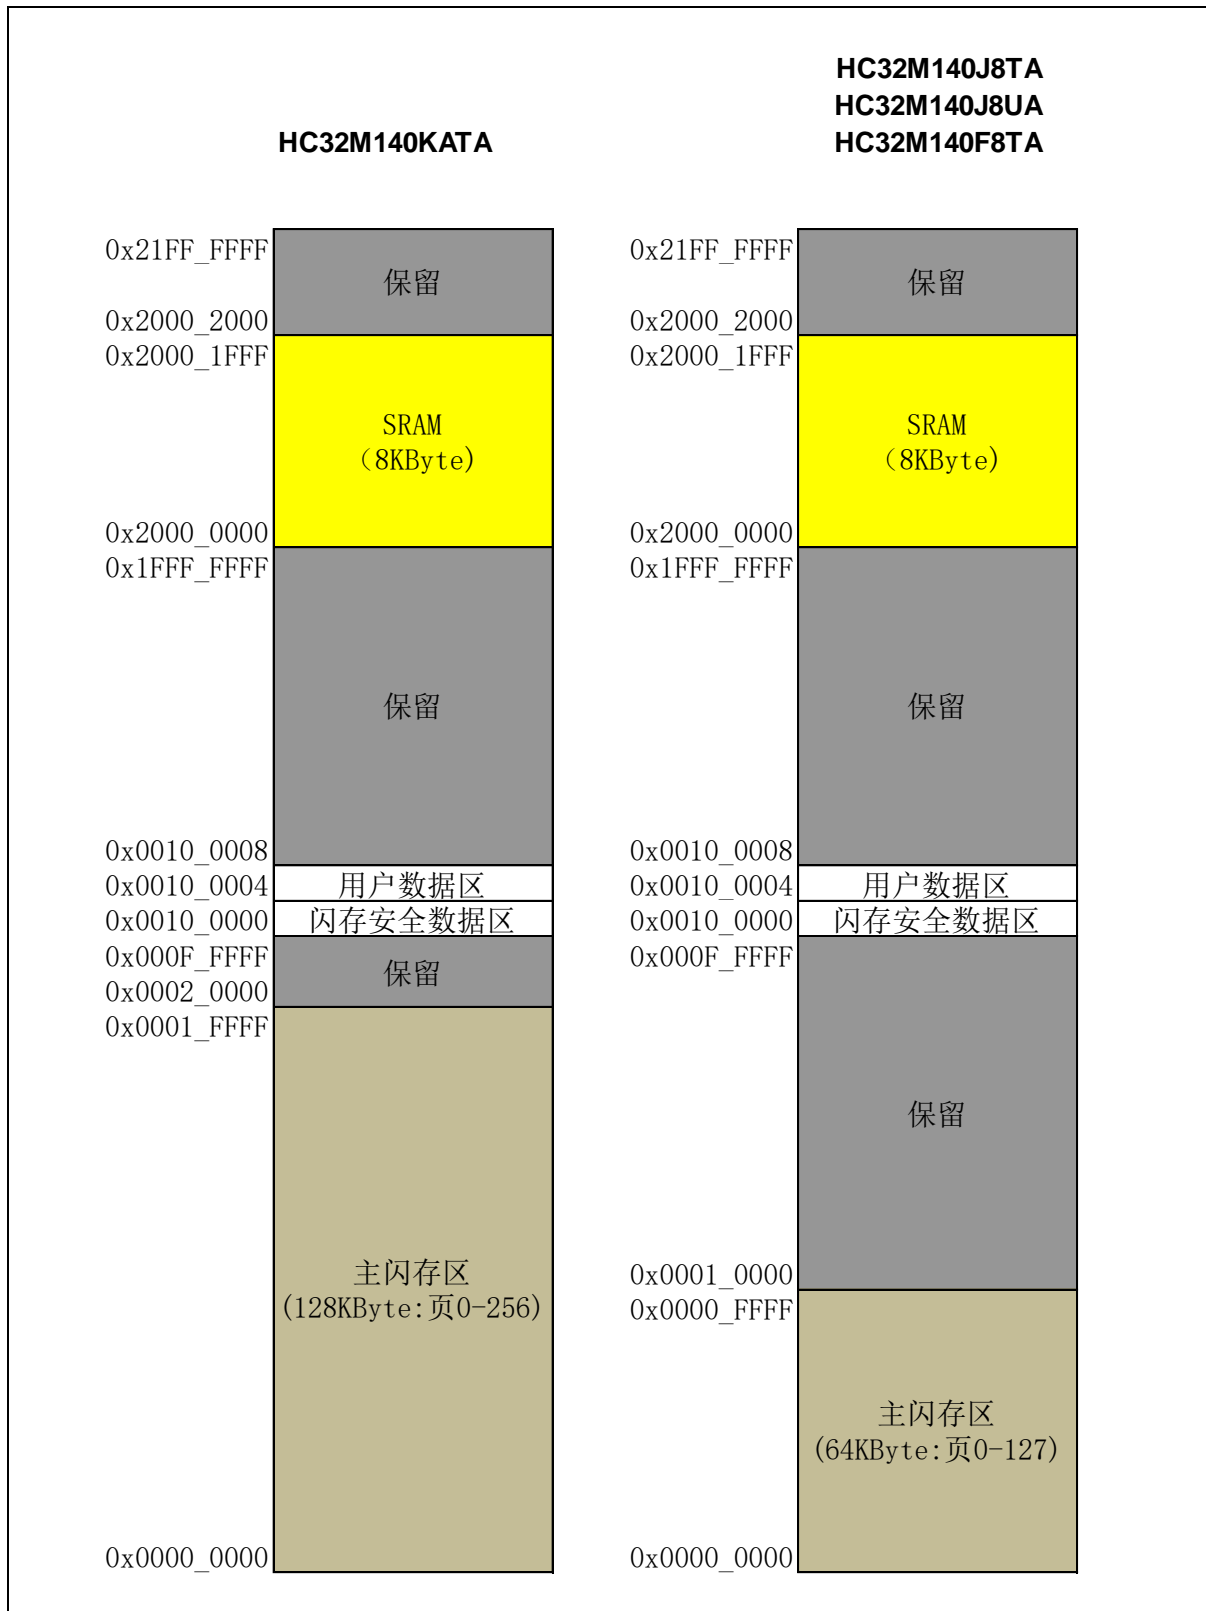 HC32M140KATA
0x21FF_FFFF
保留
0x2000_2000
0x2000_1FFF
SRAM
（8KByte)
0x2000_0000
0x1FFF_FFFF
保留
0x0010_0008
0x0010_0004
用户数据区
0x0010_0000
闪存安全数据区
0x000F_FFFF
保留
0x0002_0000
0x0001_FFFF
主闪存区
(128KByte:页0-256)
0x0000_0000
HC32M140J8TA
HC32M140J8UA
HC32M140F8TA
0x21FF_FFFF
保留
0x2000_2000
0x2000_1FFF
SRAM
（8KByte)
0x2000_0000
0x1FFF_FFFF
保留
0x0010_0008
0x0010_0004
用户数据区
0x0010_0000
闪存安全数据区
0x000F_FFFF
保留
0x0001_0000
0x0000_FFFF
主闪存区
(64KByte:页0-127)
0x0000_0000